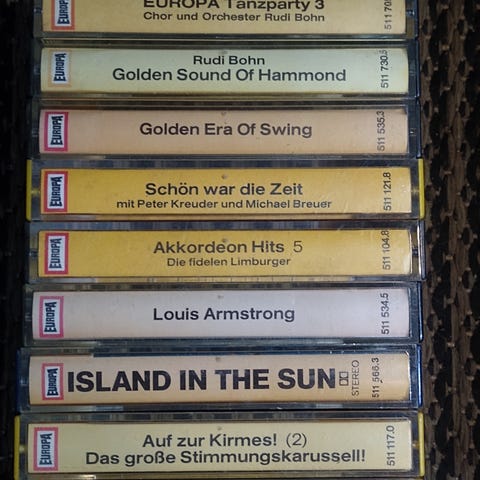 EUROPA Tanzparty 3
Chor und Orchester Rudi Bohn
EUROPA
Rudi Bohn
Golden Sound Of Hammond
511 730.5
EUROPA
Golden Era Of Swing
511 535.3
EUROPA
Schön war die Zeit
mit Peter Kreuder und Michael Breuer
511 121.8
EUROPA
Akkordeon Hits 5
Die fidelen Limburger
511 104.8
EUROPA
Louis Armstrong
511 534.5
EUROPA
ISLAND IN THE SUN
STEREO
511 566.3
EUROPA
Auf zur Kirmes! (2)
Das große Stimmungskarussell!
511 117.0